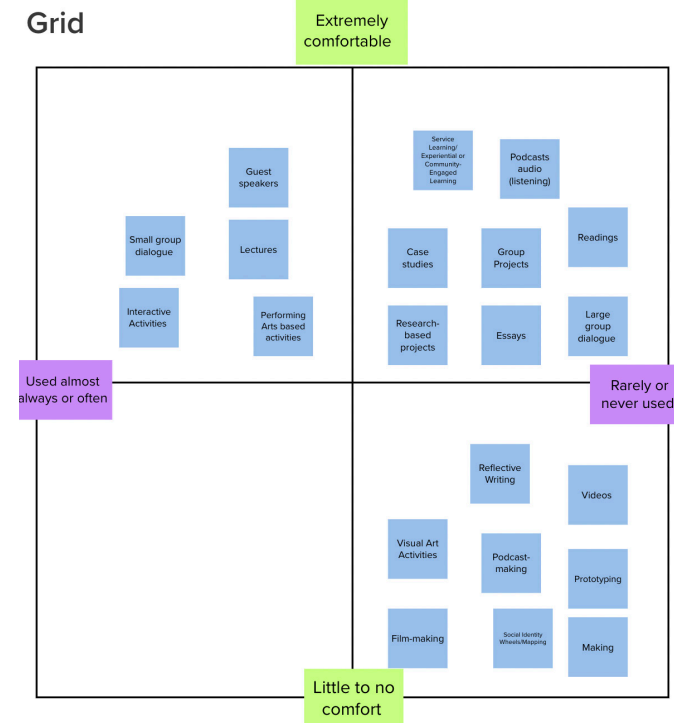 Grid
Extremely
comfortable
Service
Learning/
Experiential or
Community-
Engaged
Learning
Podcasts
audio
(listening)
Guest
speakers
Readings
Small group
dialogue
Lectures
Case
studies
Group
Projects
Interactive
Activities
Performing
Arts based
activities
Research-
based
projects
Essays
Large
group
dialogue
Used almost
always or often
Rarely or
never used
Reflective
Writing
Videos
Visual Art
Activities
Podcast-
making
Prototyping
Film-making
Social Identity
Wheels/Mapping
Making
Little to no
comfort